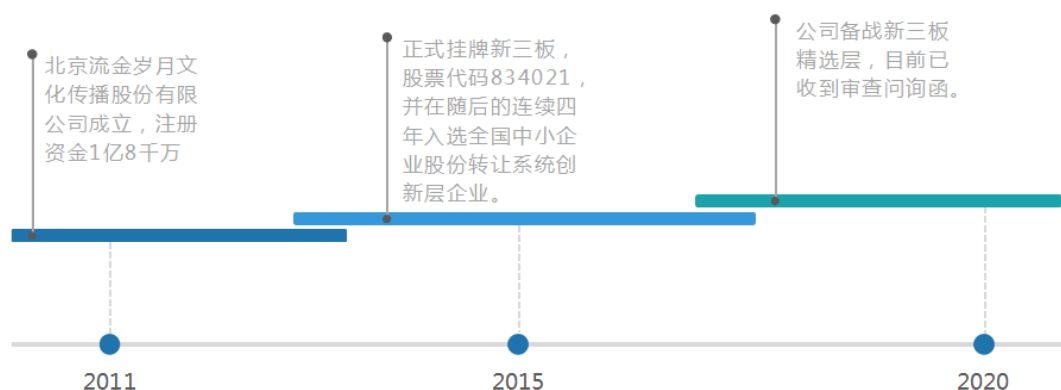 北京流金岁月文
化传播股份有限
公司成立，注册
资金1亿8千万
正式挂牌新三板，
股票代码834021，
并在随后的连续四
年入选全国中小企
业股份转让系统创
新层企业。
公司备战新三板
精选层，目前已
收到审查问询函。
2011
2015
2020